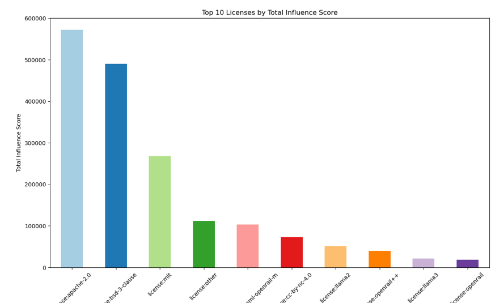 Top 10 Licenses by Total Influence Score
600000
500000
400000
300000
200000
100000
0
Total Influence Score
license:mit
license:other
license:llama2
license:llama3